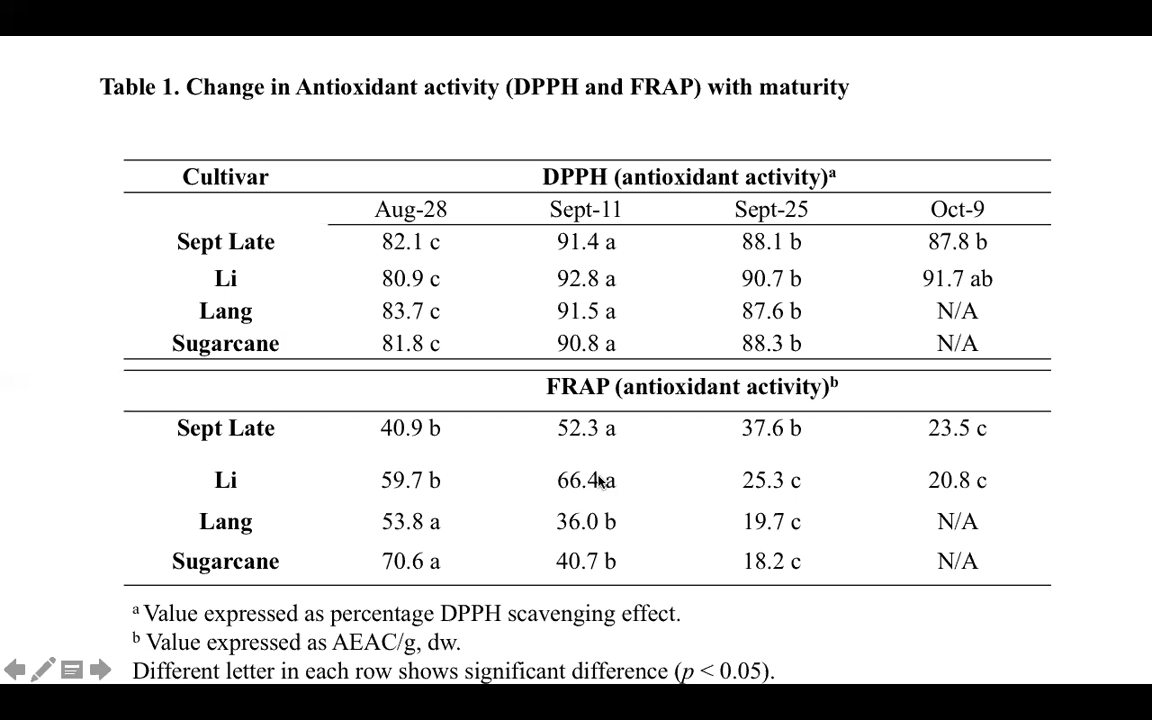 Table 1. Change in Antioxidant activity (DPPH and FRAP) with maturity
Cultivar DPPH (antioxidant activity)ᵃ
Aug-28 Sept-11 Sept-25 Oct-9
Sept Late 82.1 c 91.4 a 88.1 b 87.8 b
Li 80.9 c 92.8 a 90.7 b 91.7 ab
Lang 83.7 c 91.5 a 87.6 b N/A
Sugarcane 81.8 c 90.8 a 88.3 b N/A
FRAP (antioxidant activity)ᵇ
Sept Late 40.9 b 52.3 a 37.6 b 23.5 c
Li 59.7 b 66.4 a 25.3 c 20.8 c
Lang 53.8 a 36.0 b 19.7 c N/A
Sugarcane 70.6 a 40.7 b 18.2 c N/A
ᵃ Value expressed as percentage DPPH scavenging effect.
ᵇ Value expressed as AEAC/g, dw.
Different letter in each row shows significant difference (p < 0.05).